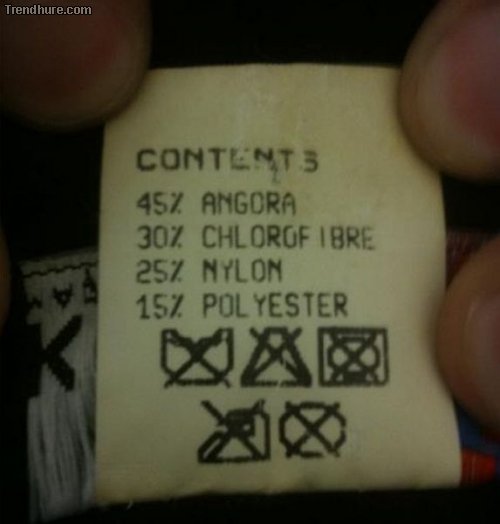 Trendhure.com
CONTENTS
45% ANGORA
30% CHLOROFIBRE
25% NYLON
15% POLYESTER
K